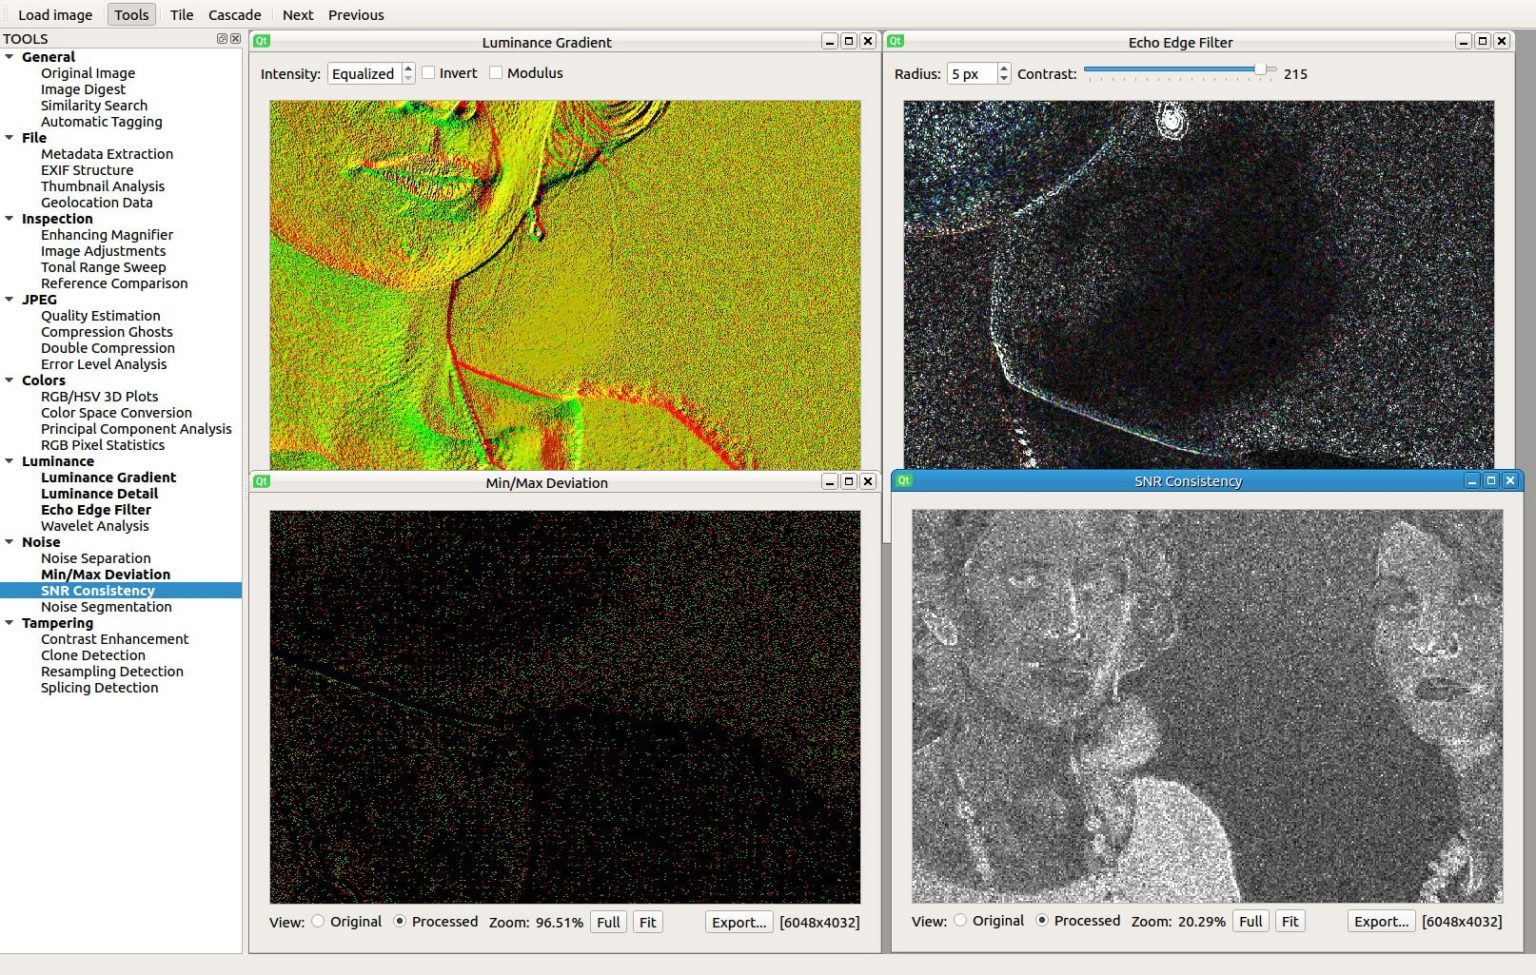 Load image Tools Tile Cascade Next Previous
TOOLS
General
Original Image
Image Digest
Similarity Search
Automatic Tagging
File
Metadata Extraction
EXIF Structure
Thumbnail Analysis
Geolocation Data
Inspection
Enhancing Magnifier
Image Adjustments
Tonal Range Sweep
Reference Comparison
JPEG
Quality Estimation
Compression Ghosts
Double Compression
Error Level Analysis
Colors
RGB/HSV 3D Plots
Color Space Conversion
Principal Component Analysis
RGB Pixel Statistics
Luminance
Luminance Gradient
Luminance Detail
Echo Edge Filter
Wavelet Analysis
Noise
Noise Separation
Min/Max Deviation
SNR Consistency
Noise Segmentation
Tampering
Contrast Enhancement
Clone Detection
Resampling Detection
Splicing Detection
Qt Luminance Gradient
Intensity: Equalized Invert Modulus
Qt Echo Edge Filter
Radius: 5 px Contrast: 215
Qt Min/Max Deviation
View: Original Processed Zoom: 96.51% Full Fit Export... [6048x4032]
Qt SNR Consistency
View: Original Processed Zoom: 20.29% Full Fit Export... [6048x4032]